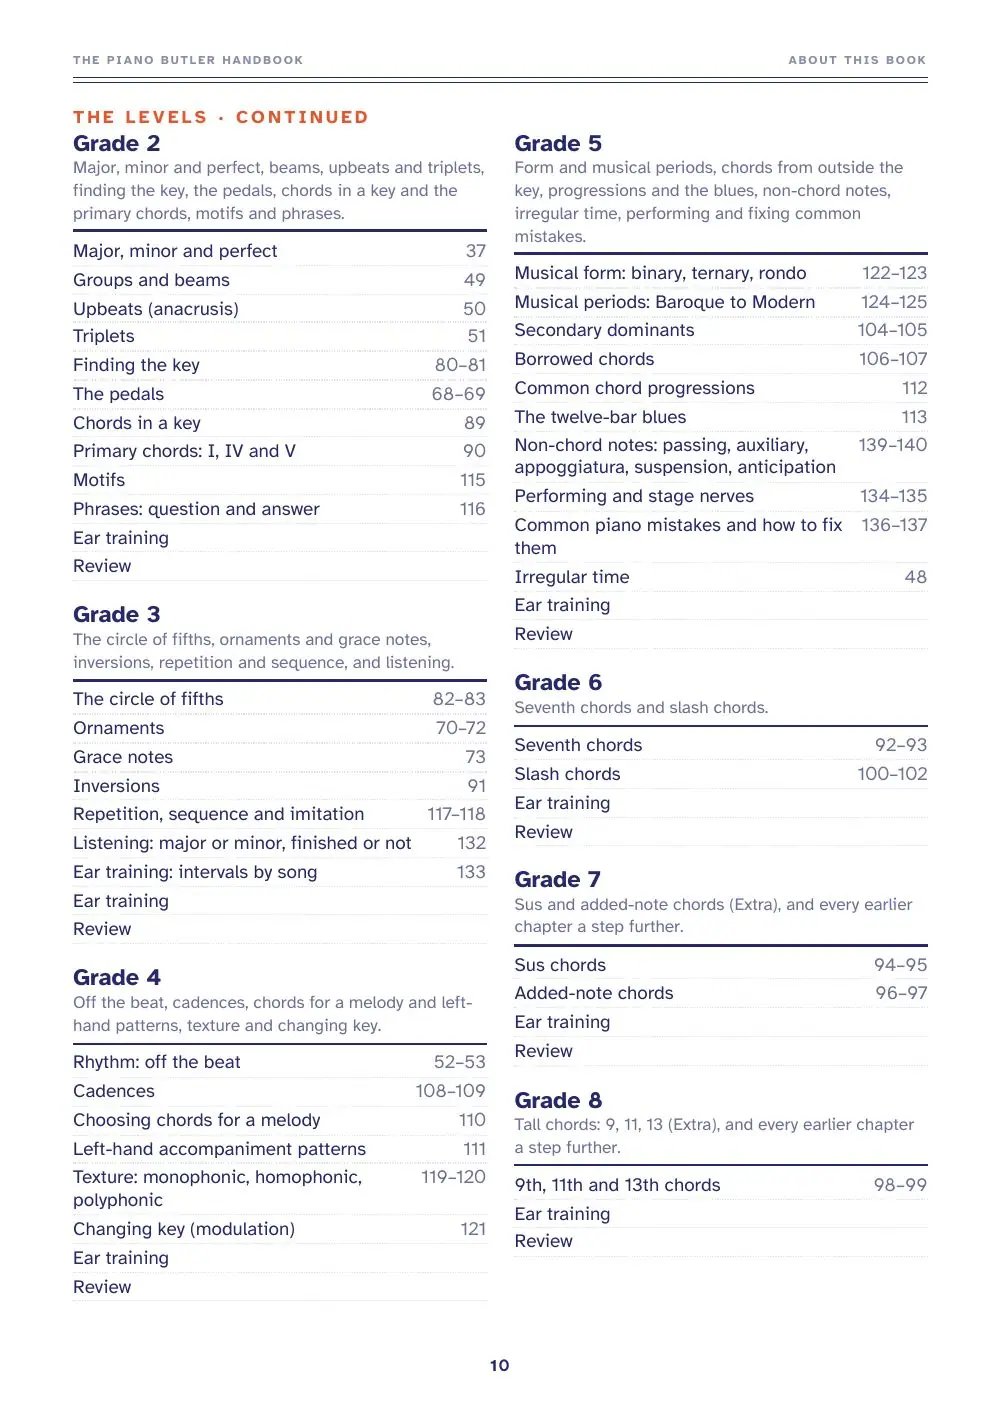 THE PIANO BUTLER HANDBOOK
ABOUT THIS BOOK
THE LEVELS · CONTINUED
Grade 2
Major, minor and perfect, beams, upbeats and triplets,
finding the key, the pedals, chords in a key and the
primary chords, motifs and phrases.
Major, minor and perfect 37
Groups and beams 49
Upbeats (anacrusis) 50
Triplets 51
Finding the key 80–81
The pedals 68–69
Chords in a key 89
Primary chords: I, IV and V 90
Motifs 115
Phrases: question and answer 116
Ear training
Review
Grade 3
The circle of fifths, ornaments and grace notes,
inversions, repetition and sequence, and listening.
The circle of fifths 82–83
Ornaments 70–72
Grace notes 73
Inversions 91
Repetition, sequence and imitation 117–118
Listening: major or minor, finished or not 132
Ear training: intervals by song 133
Ear training
Review
Grade 4
Off the beat, cadences, chords for a melody and left-
hand patterns, texture and changing key.
Rhythm: off the beat 52–53
Cadences 108–109
Choosing chords for a melody 110
Left-hand accompaniment patterns 111
Texture: monophonic, homophonic, 119–120
polyphonic
Changing key (modulation) 121
Ear training
Review
Grade 5
Form and musical periods, chords from outside the
key, progressions and the blues, non-chord notes,
irregular time, performing and fixing common
mistakes.
Musical form: binary, ternary, rondo 122–123
Musical periods: Baroque to Modern 124–125
Secondary dominants 104–105
Borrowed chords 106–107
Common chord progressions 112
The twelve-bar blues 113
Non-chord notes: passing, auxiliary, 139–140
appoggiatura, suspension, anticipation
Performing and stage nerves 134–135
Common piano mistakes and how to fix 136–137
them
Irregular time 48
Ear training
Review
Grade 6
Seventh chords and slash chords.
Seventh chords 92–93
Slash chords 100–102
Ear training
Review
Grade 7
Sus and added-note chords (Extra), and every earlier
chapter a step further.
Sus chords 94–95
Added-note chords 96–97
Ear training
Review
Grade 8
Tall chords: 9, 11, 13 (Extra), and every earlier chapter
a step further.
9th, 11th and 13th chords 98–99
Ear training
Review
10